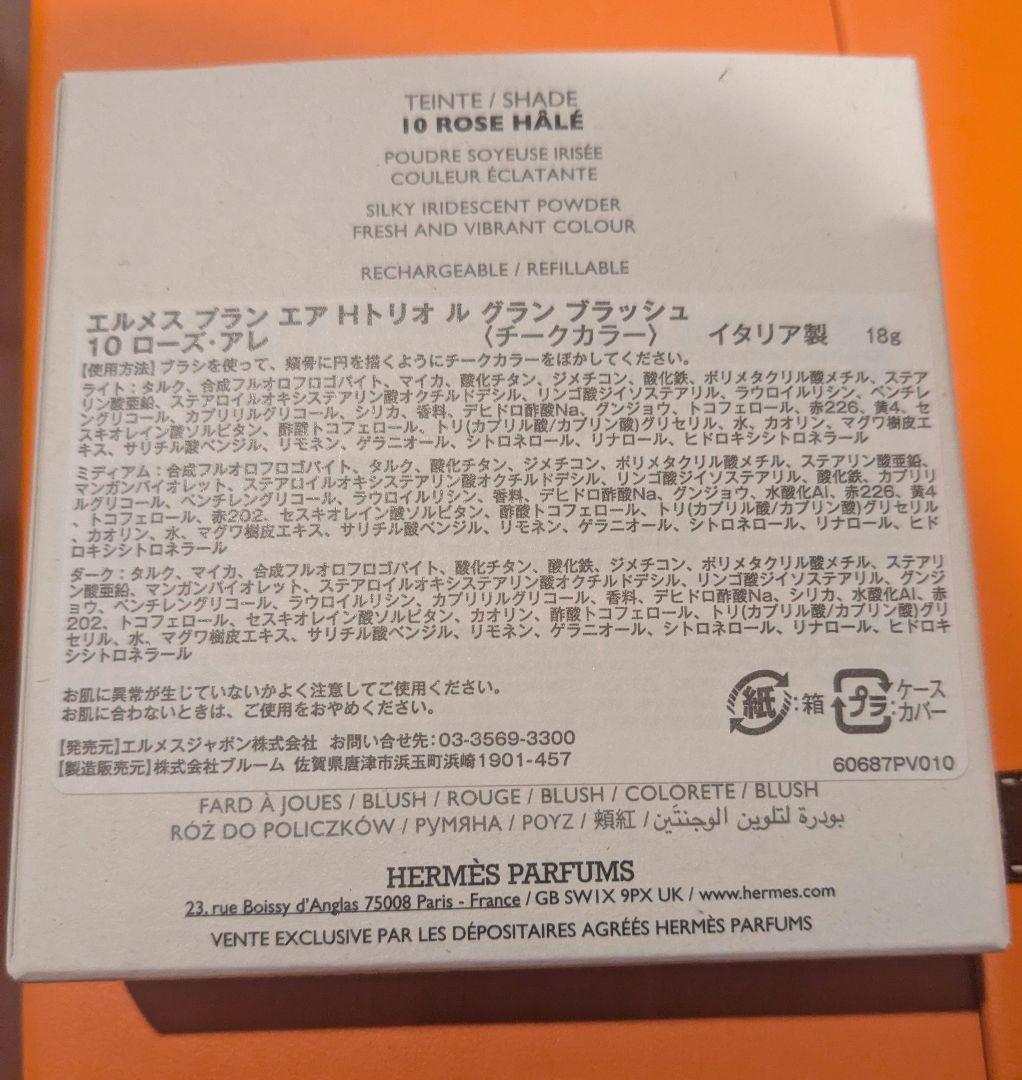 TEINTE / SHADE
10 ROSE HÂLÉ
POUDRE SOYEUSE IRISÉE
COULEUR ÉCLATANTE
SILKY IRIDESCENT POWDER
FRESH AND VIBRANT COLOUR
RECHARGEABLE / REFILLABLE
エルメス プラン エア Hトリオ ル グラン ブラッシュ
10 ローズ・アレ 〈チークカラー〉 イタリア製 18g
【使用方法】ブラシを使って、頬骨に円を描くようにチークカラーをぼかしてください。
ライト：タルク、合成フルオロフロゴパイト、マイカ、酸化チタン、ジメチコン、酸化鉄、ポリメタクリル酸メチル、ステア
リン酸亜鉛、ステアロイルオキシステアリン酸オクチルドデシル、リンゴ酸ジイソステアリル、ラウロイルリシン、ペンチレ
ングリコール、カプリリルグリコール、シリカ、香料、デヒドロ酢酸Na、グンジョウ、トコフェロール、赤226、黄4、セ
スキオレイン酸ソルビタン、酢酸トコフェロール、トリ(カプリル酸/カプリン酸)グリセリル、水、カオリン、マグワ樹皮エ
キス、サリチル酸ベンジル、リモネン、ゲラニオール、シトロネロール、リナロール、ヒドロキシシトロネラール
ミディアム：合成フルオロフロゴパイト、タルク、酸化チタン、ジメチコン、ポリメタクリル酸メチル、ステアリン酸亜鉛、
マンガンバイオレット、ステアロイルオキシステアリン酸オクチルドデシル、リンゴ酸ジイソステアリル、酸化鉄、カプリリ
ルグリコール、ペンチレングリコール、ラウロイルリシン、香料、デヒドロ酢酸Na、グンジョウ、水酸化Al、赤226、黄4
、トコフェロール、赤202、セスキオレイン酸ソルビタン、酢酸トコフェロール、トリ(カプリル酸/カプリン酸)グリセリル
、カオリン、水、マグワ樹皮エキス、サリチル酸ベンジル、リモネン、ゲラニオール、シトロネロール、リナロール、ヒド
ロキシシトロネラール
ダーク：タルク、マイカ、合成フルオロフロゴパイト、酸化チタン、酸化鉄、ジメチコン、ポリメタクリル酸メチル、ステアリ
ン酸亜鉛、マンガンバイオレット、ステアロイルオキシステアリン酸オクチルドデシル、リンゴ酸ジイソステアリル、グンジ
ョウ、ペンチレングリコール、ラウロイルリシン、カプリリルグリコール、香料、デヒドロ酢酸Na、シリカ、水酸化Al、赤
202、トコフェロール、セスキオレイン酸ソルビタン、カオリン、酢酸トコフェロール、トリ(カプリル酸/カプリン酸)グリ
セリル、水、マグワ樹皮エキス、サリチル酸ベンジル、リモネン、ゲラニオール、シトロネロール、リナロール、ヒドロキ
シシトロネラール
お肌に異常が生じていないかよく注意してご使用ください。
お肌に合わないときは、ご使用をおやめください。
紙：箱 プラ：ケース カバー
【発売元】エルメスジャポン株式会社 お問い合せ先：03-3569-3300
【製造販売元】株式会社ブルーム 佐賀県唐津市浜玉町浜崎1901-457 60687PV010
FARD À JOUES / BLUSH / ROUGE / BLUSH / COLORETE / BLUSH
RÓŻ DO POLICZKÓW / РУМЯНА / ΡΟΥΖ / 頬紅 / بودرة لتلوين الوجنتين
HERMÈS PARFUMS
23, rue Boissy d'Anglas 75008 Paris - France / GB SW1X 9PX UK / www.hermes.com
VENTE EXCLUSIVE PAR LES DÉPOSITAIRES AGRÉÉS HERMÈS PARFUMS